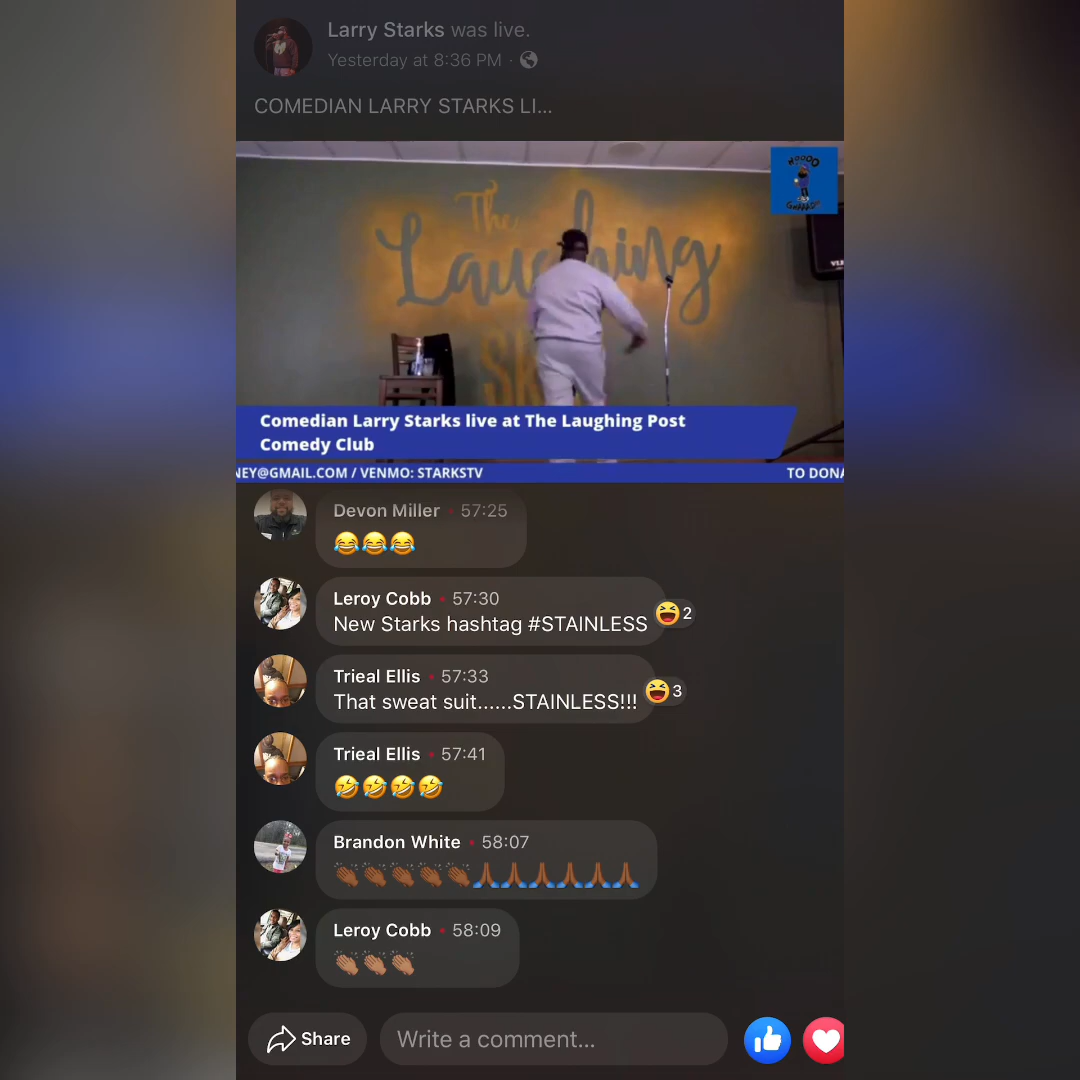 Larry Starks was live.
Yesterday at 8:36 PM ·
COMEDIAN LARRY STARKS LI...
HOOOO
The
Laughing
Comedian Larry Starks live at The Laughing Post
Comedy Club
NEY@GMAIL.COM / VENMO: STARKSTV
TO DONA
Devon Miller • 57:25
😂😂😂
Leroy Cobb • 57:30
New Starks hashtag #STAINLESS
😆 2
Trieal Ellis • 57:33
That sweat suit......STAINLESS!!!
😆 3
Trieal Ellis • 57:41
🤣🤣🤣🤣
Brandon White • 58:07
👏🏾👏🏾👏🏾👏🏾👏🏾🙏🏾🙏🏾🙏🏾🙏🏾🙏🏾🙏🏾
Leroy Cobb • 58:09
👏🏽👏🏽👏🏽
Share
Write a comment...